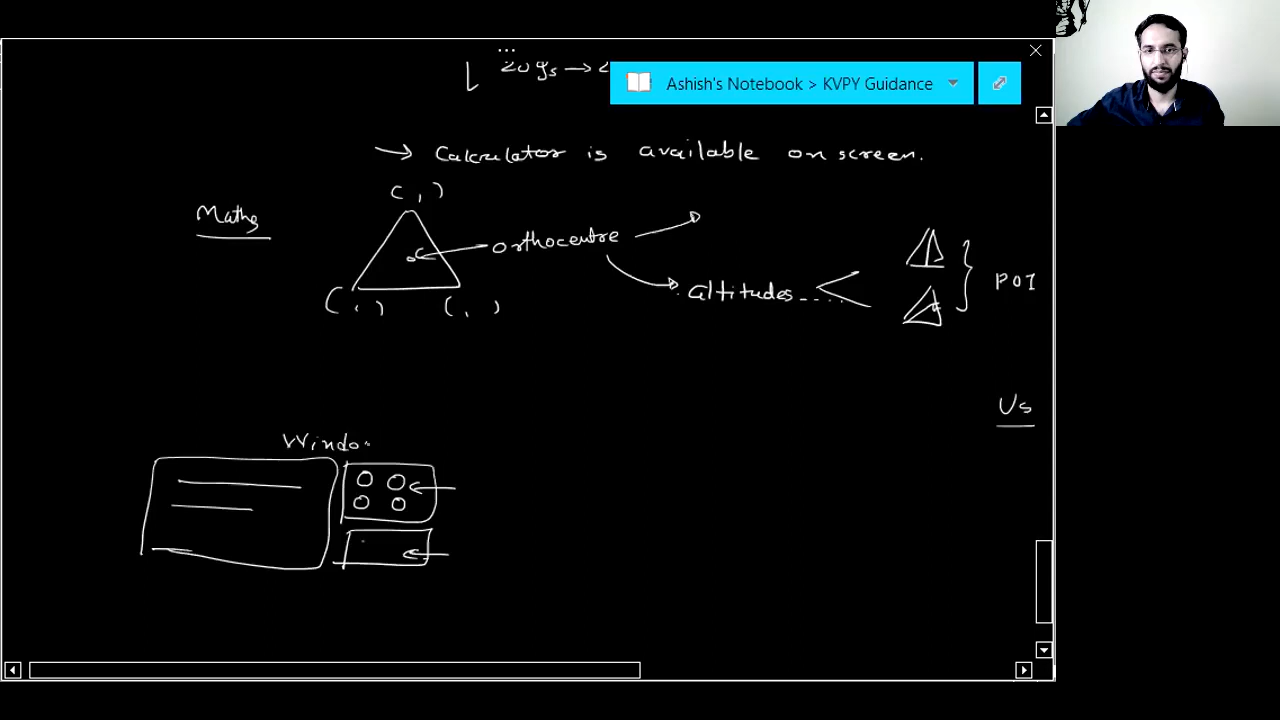 ...
Ashish's Notebook > KVPY Guidance
→ Calculator is available on screen.
( , )
Maths
orthocentre
altitudes.....
( , )
( , )
POI
Us
Windo